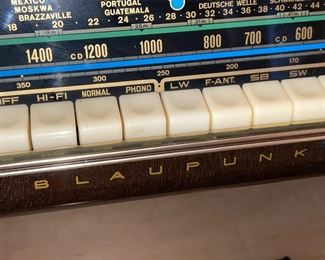 MEXICO PORTUGAL
MOSKWA GUATEMALA DEUTSCHE WELLE
BRAZZAVILLE
18 20 22 24 26 28 30 32 34 36 38 40 42 44
1400 CD 1200 1000 800 700 CD 600
350 300 250 200 170
OFF HI-FI NORMAL PHONO LW F-ANT. SB SW
BLAUPUNK